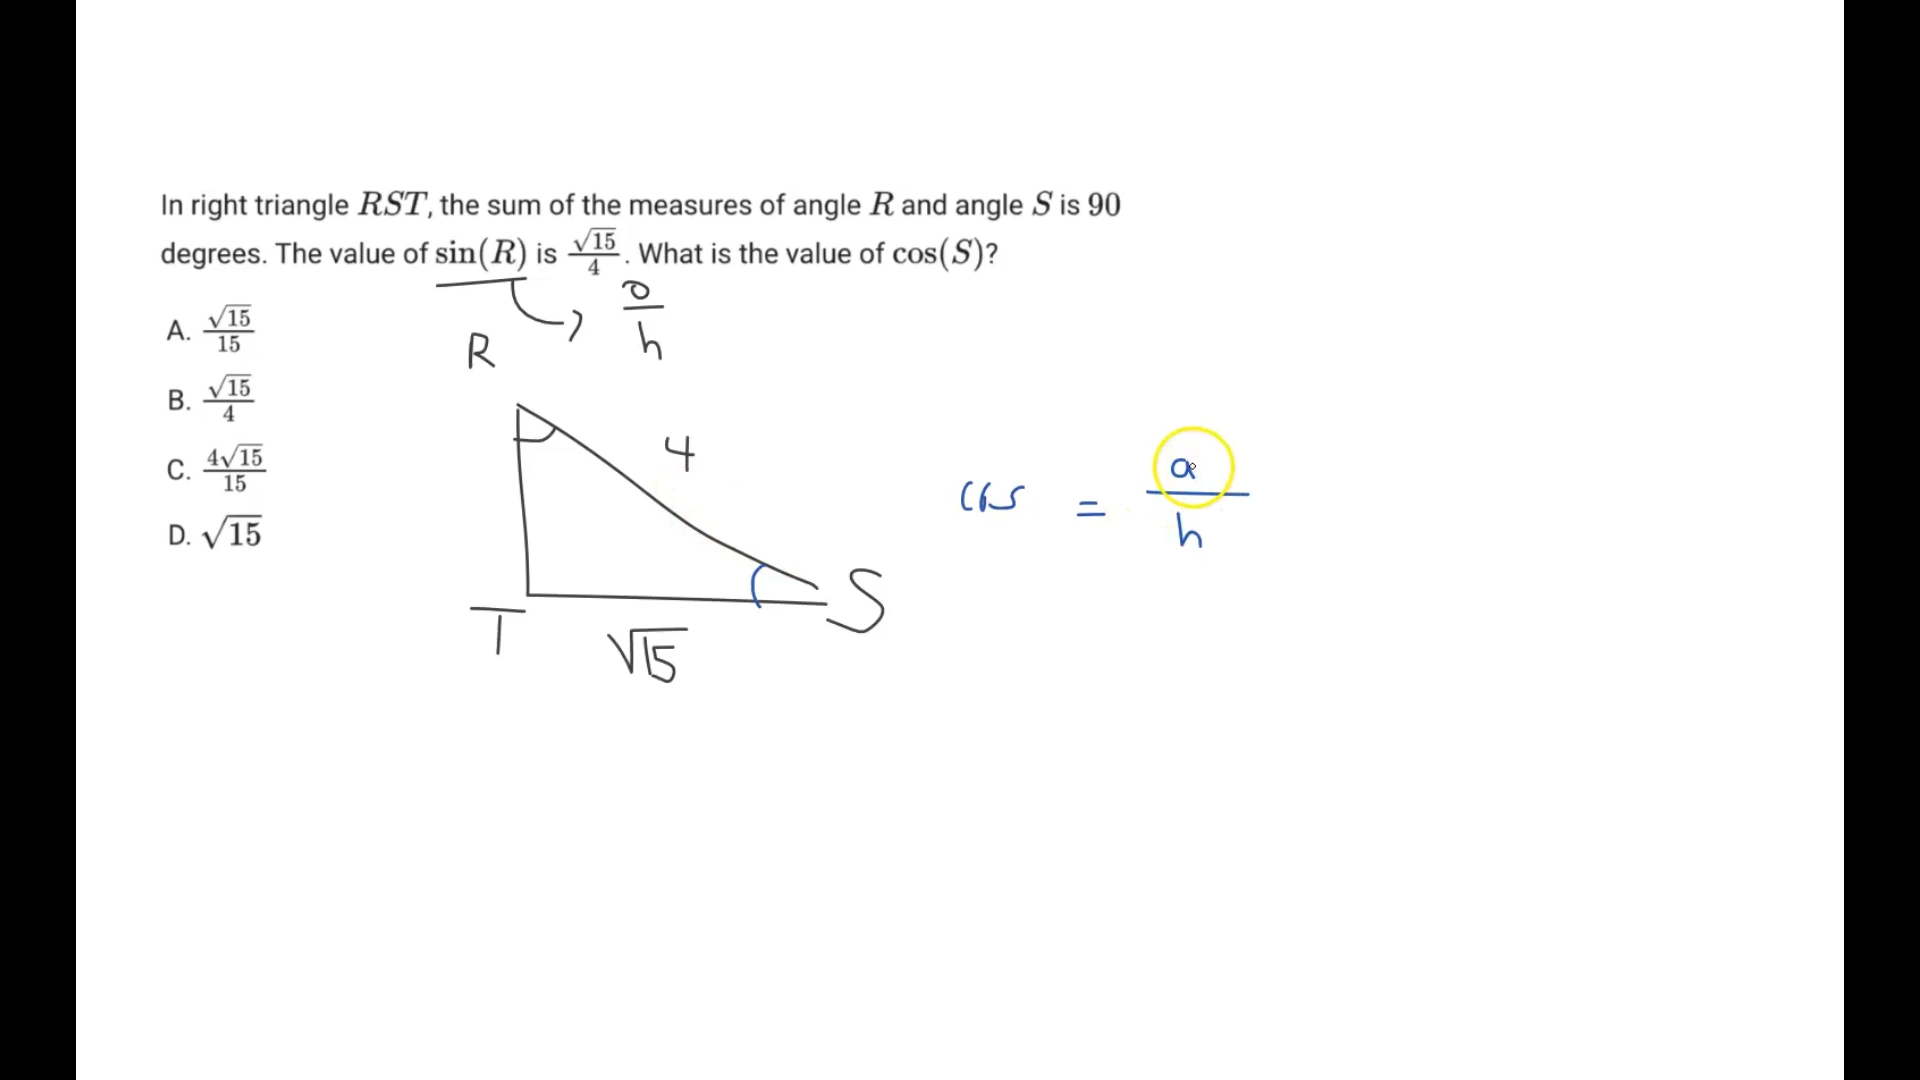 In right triangle RST, the sum of the measures of angle R and angle S is 90
degrees. The value of sin(R) is √15/4. What is the value of cos(S)?
A. √15/15
B. √15/4
C. 4√15/15
D. √15
o/h
R
4
cos = a/h
S
T
√15